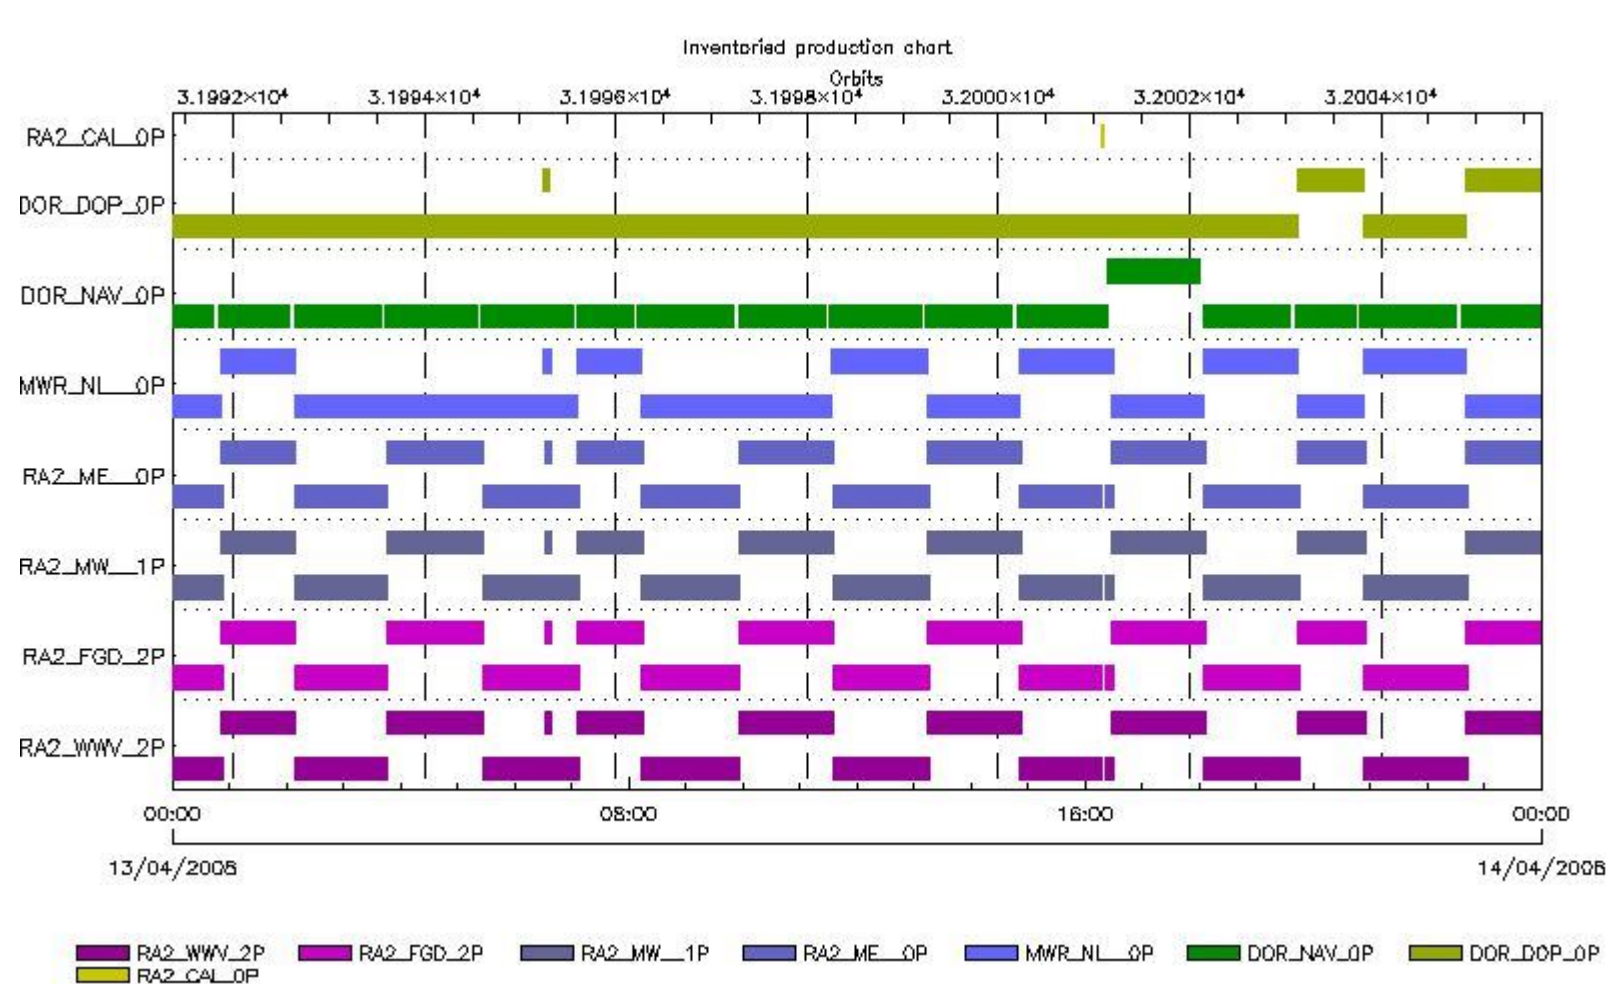 Inventoried production chart
Orbits
3.1992×10⁴ 3.1994×10⁴ 3.1996×10⁴ 3.1998×10⁴ 3.2000×10⁴ 3.2002×10⁴ 3.2004×10⁴
RA2_CAL_0P
DOR_DOP_0P
DOR_NAV_0P
MWR_NL__0P
RA2_ME__0P
RA2_MW__1P
RA2_FGD_2P
RA2_WWV_2P
00:00 08:00 16:00 00:00
13/04/2008 14/04/2008
RA2_WWV_2P RA2_FGD_2P RA2_MW__1P RA2_ME__0P MWR_NL__0P DOR_NAV_0P DOR_DOP_0P
RA2_CAL_0P